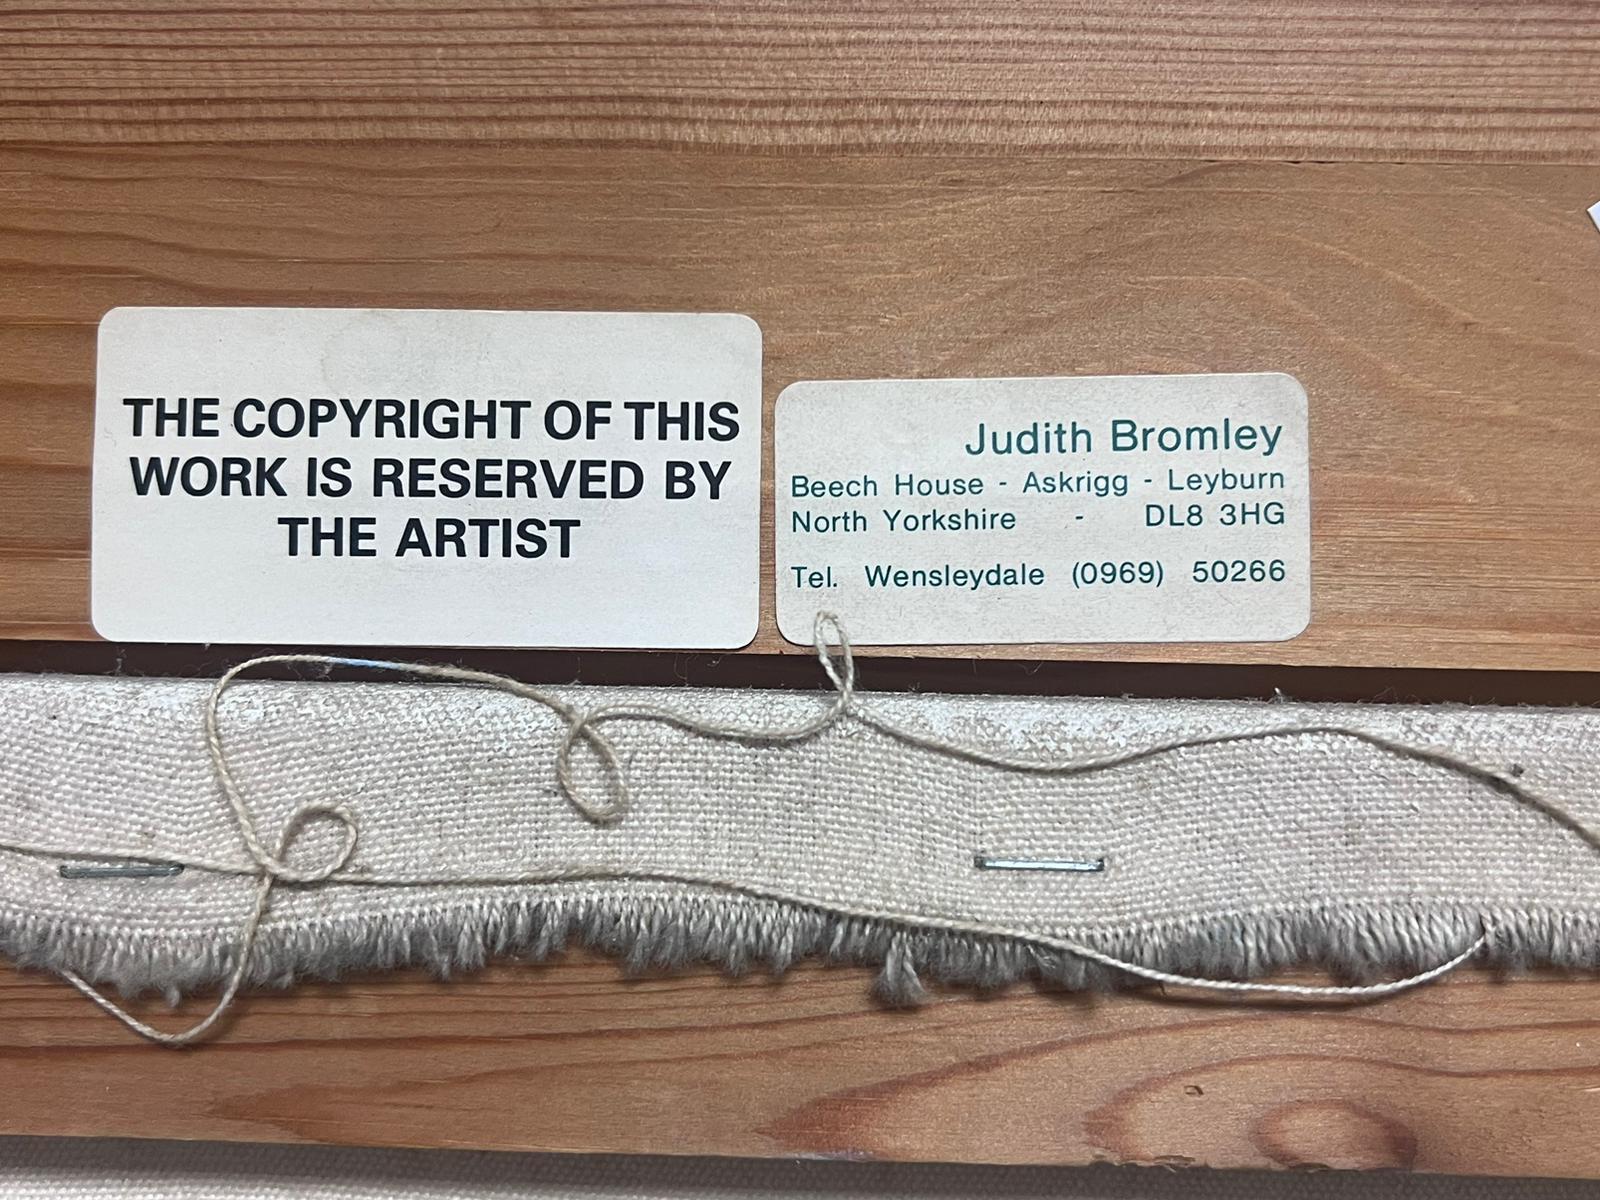 THE COPYRIGHT OF THIS
WORK IS RESERVED BY
THE ARTIST
Judith Bromley
Beech House - Askrigg - Leyburn
North Yorkshire - DL8 3HG
Tel. Wensleydale (0969) 50266